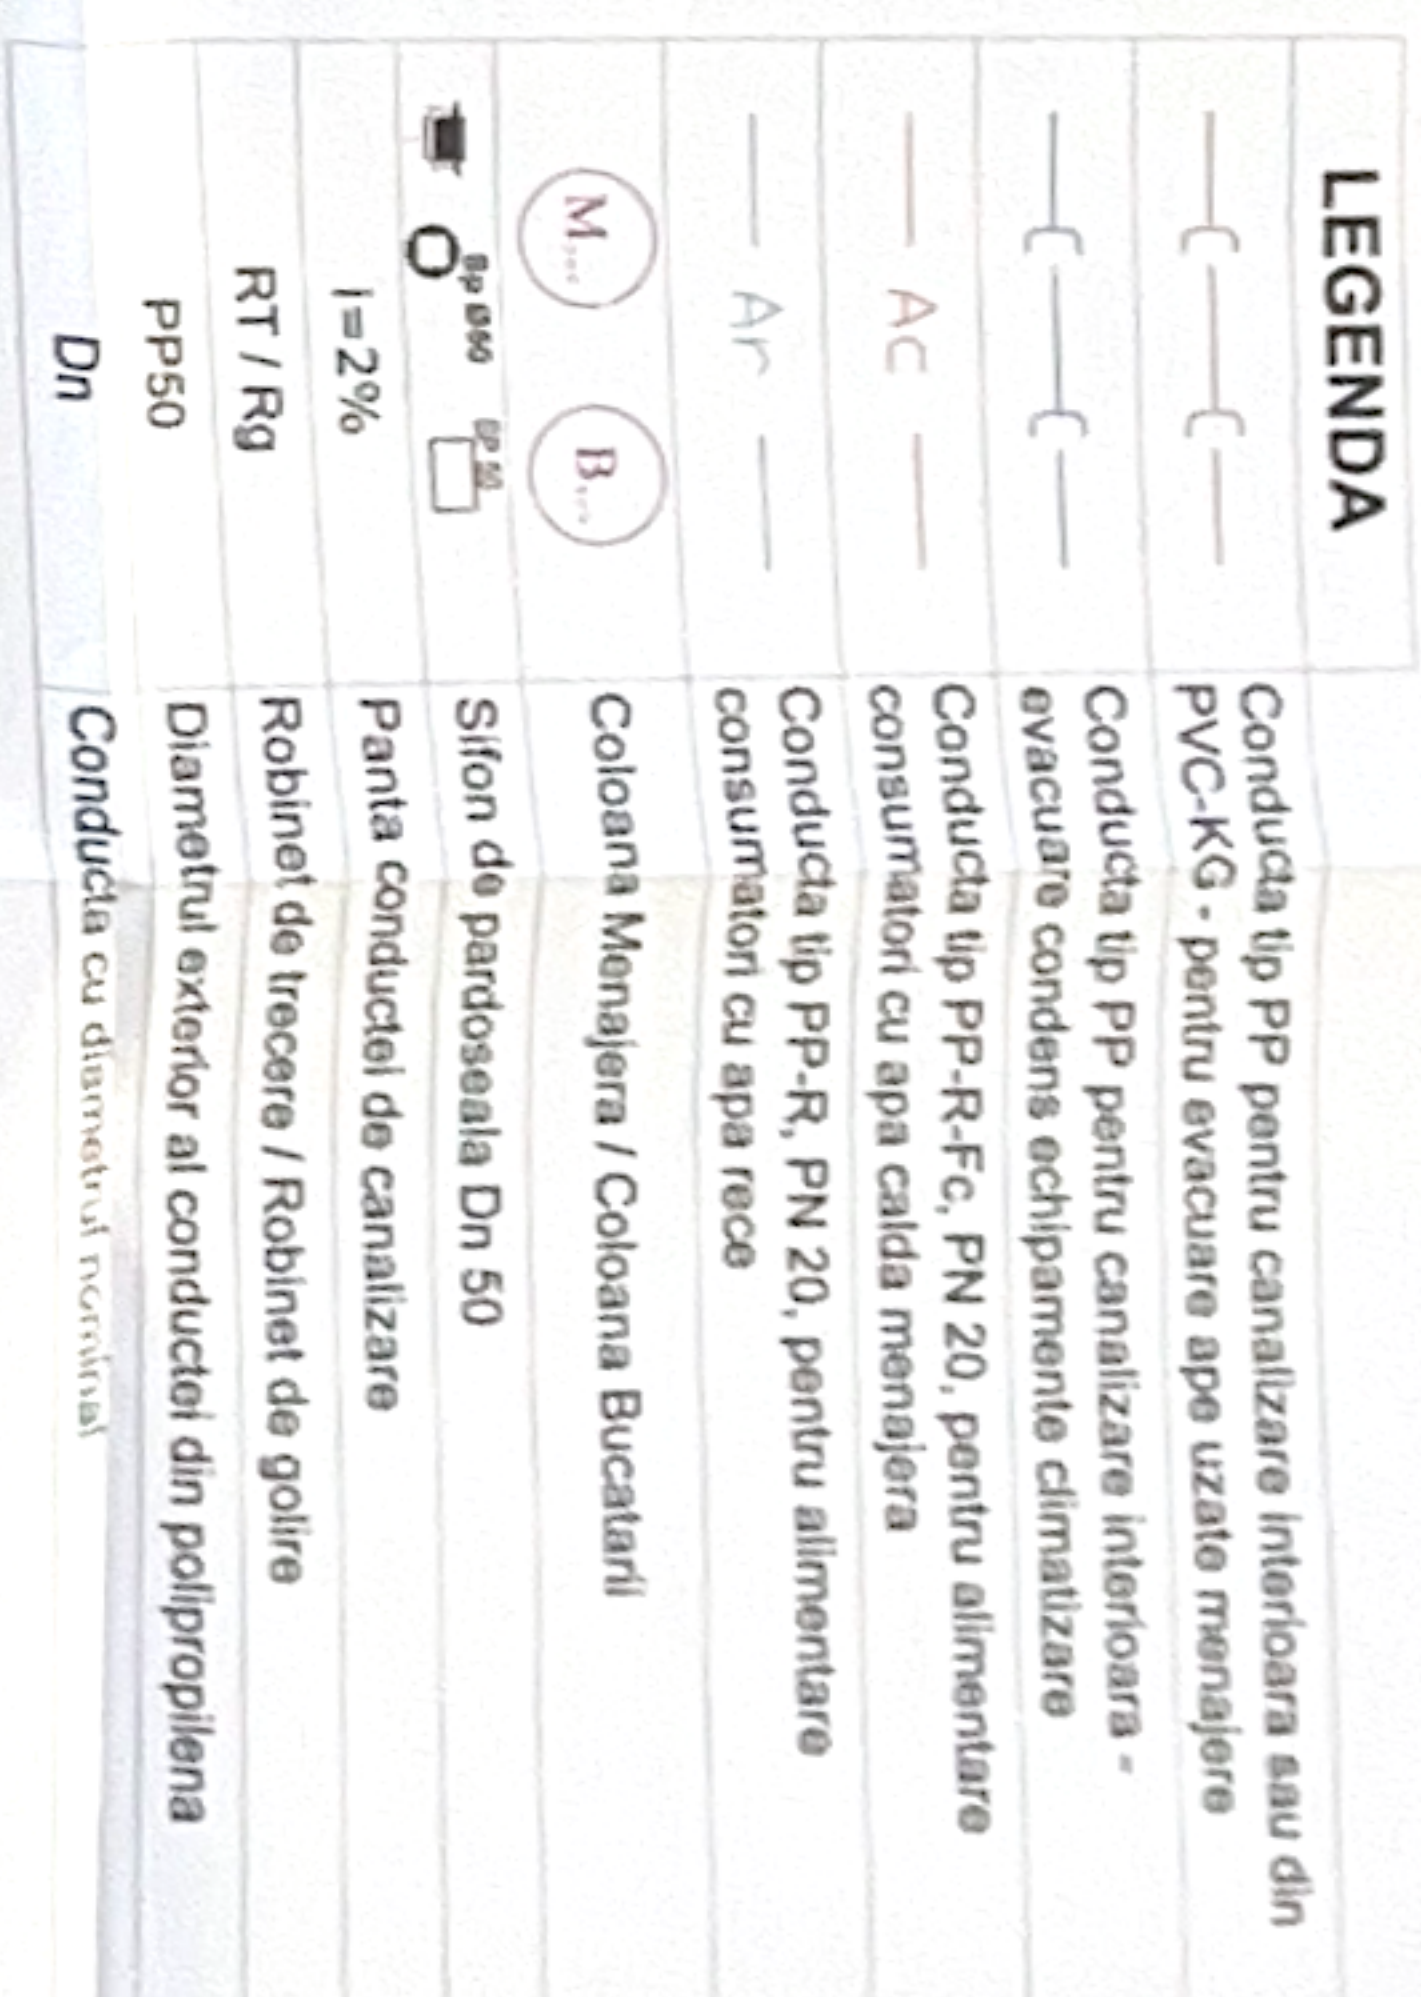 LEGENDA
Conducta tip PP pentru canalizare interioara sau din
PVC-KG - pentru evacuare ape uzate menajere
Conducta tip PP pentru canalizare interioara -
evacuare condens echipamente climatizare
Ac
Conducta tip PP-R-Fc, PN 20, pentru alimentare
consumatori cu apa calda menajera
Ar
Conducta tip PP-R, PN 20, pentru alimentare
consumatori cu apa rece
M... B...
Coloana Menajera / Coloana Bucatarii
Sifon de pardoseala Dn 50
i=2%
Panta conductei de canalizare
RT / Rg
Robinet de trecere / Robinet de golire
PP50
Diametrul exterior al conductei din polipropilena
Dn
Conducta cu diametrul nominal